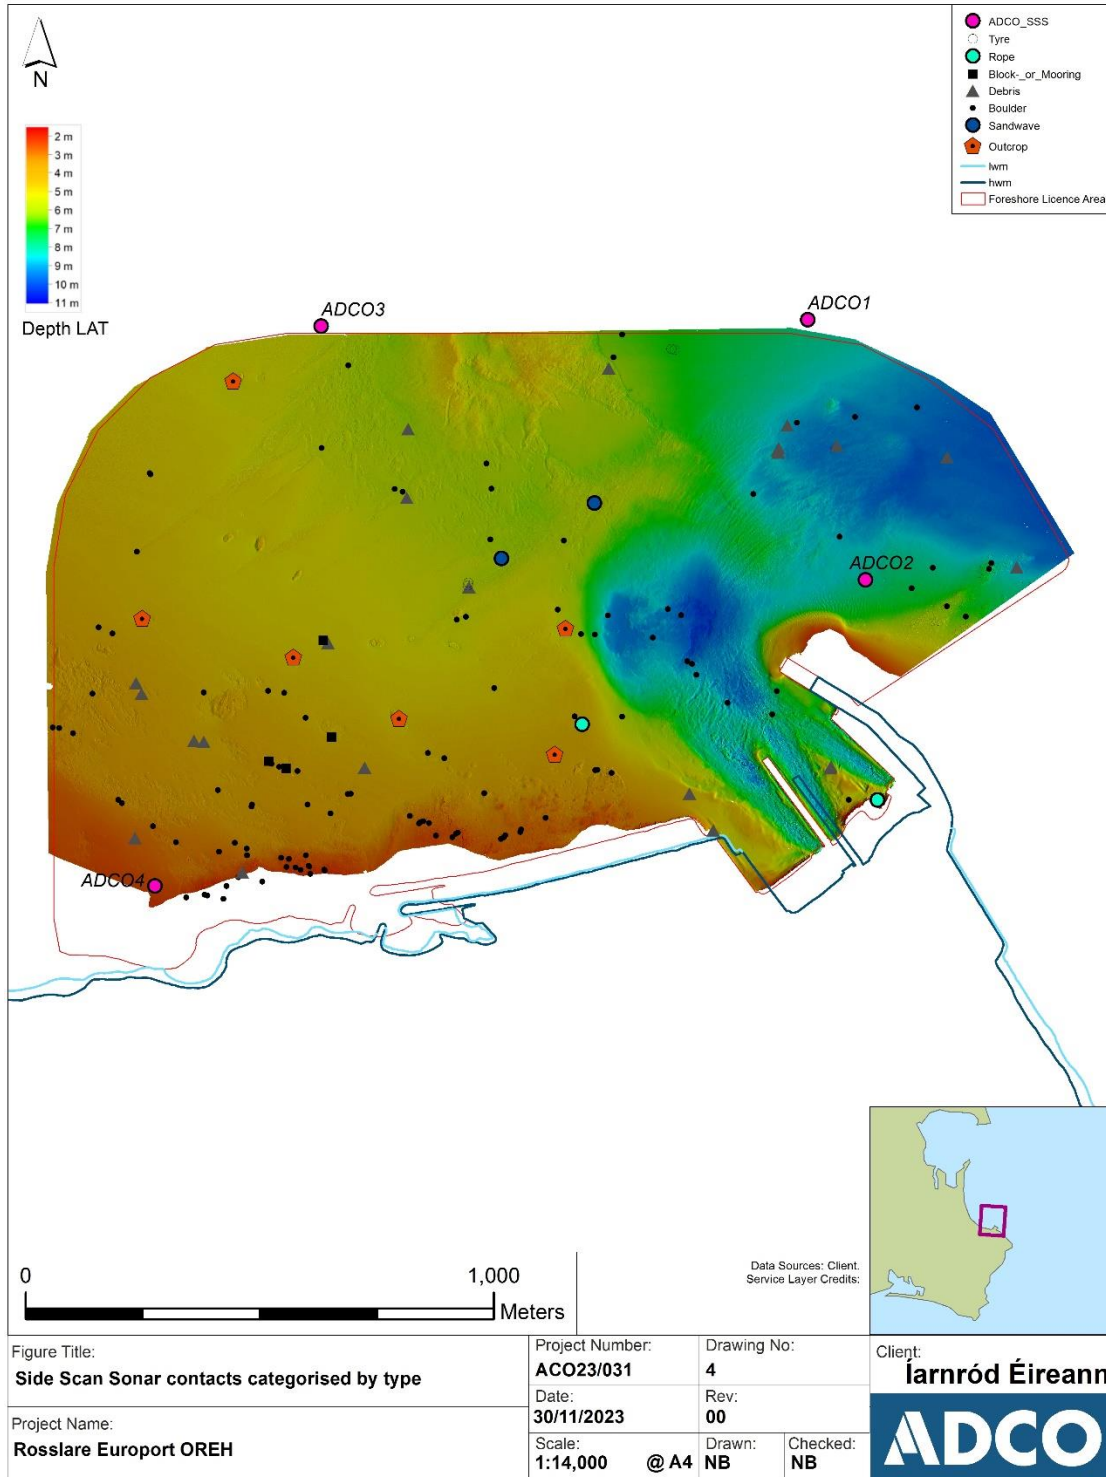 N
ADCO_SSS
Tyre
Rope
Block-_or_Mooring
Debris
Boulder
Sandwave
Outcrop
lwm
hwm
Foreshore Licence Area
2 m
3 m
4 m
5 m
6 m
7 m
8 m
9 m
10 m
11 m
Depth LAT
ADCO3
ADCO1
ADCO2
ADCO4
0
1,000
Meters
Data Sources: Client.
Service Layer Credits:
Figure Title:
Side Scan Sonar contacts categorised by type
Project Name:
Rosslare Europort OREH
Project Number:
ACO23/031
Drawing No:
4
Date:
30/11/2023
Rev:
00
Scale:
1:14,000 @ A4
Drawn:
NB
Checked:
NB
Client:
Íarnród Éireann
ADCO